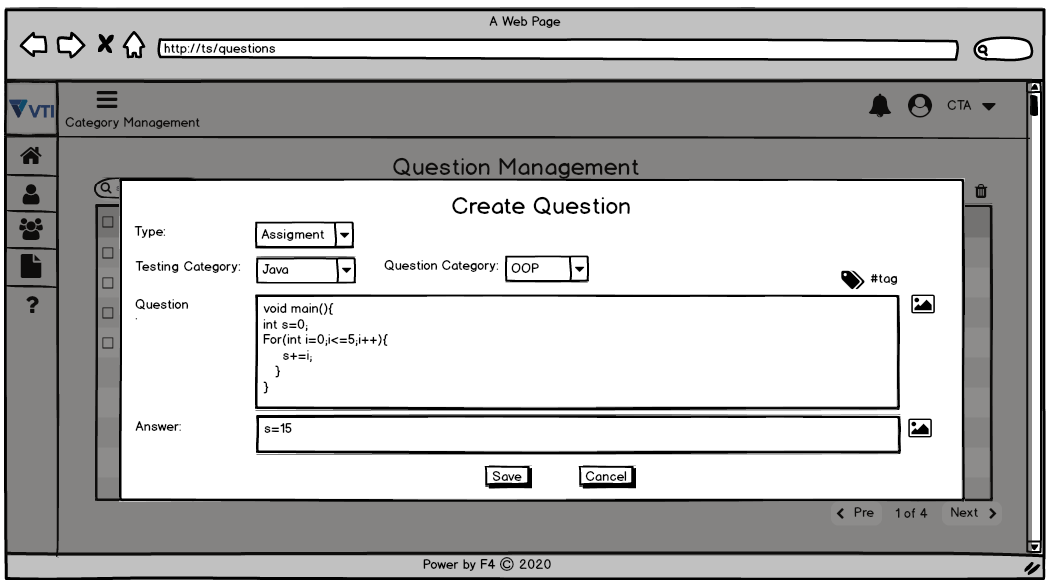 A Web Page
http://ts/questions
VTI
Category Management
CTA
Question Management
Create Question
Type:
Assigment
Testing Category:
Java
Question Category:
OOP
#tag
Question
void main(){
int s=0;
For(int i=0;i<=5;i++){
s+=i;
}
}
Answer:
s=15
Save
Cancel
Pre
1 of 4
Next
Power by F4 © 2020